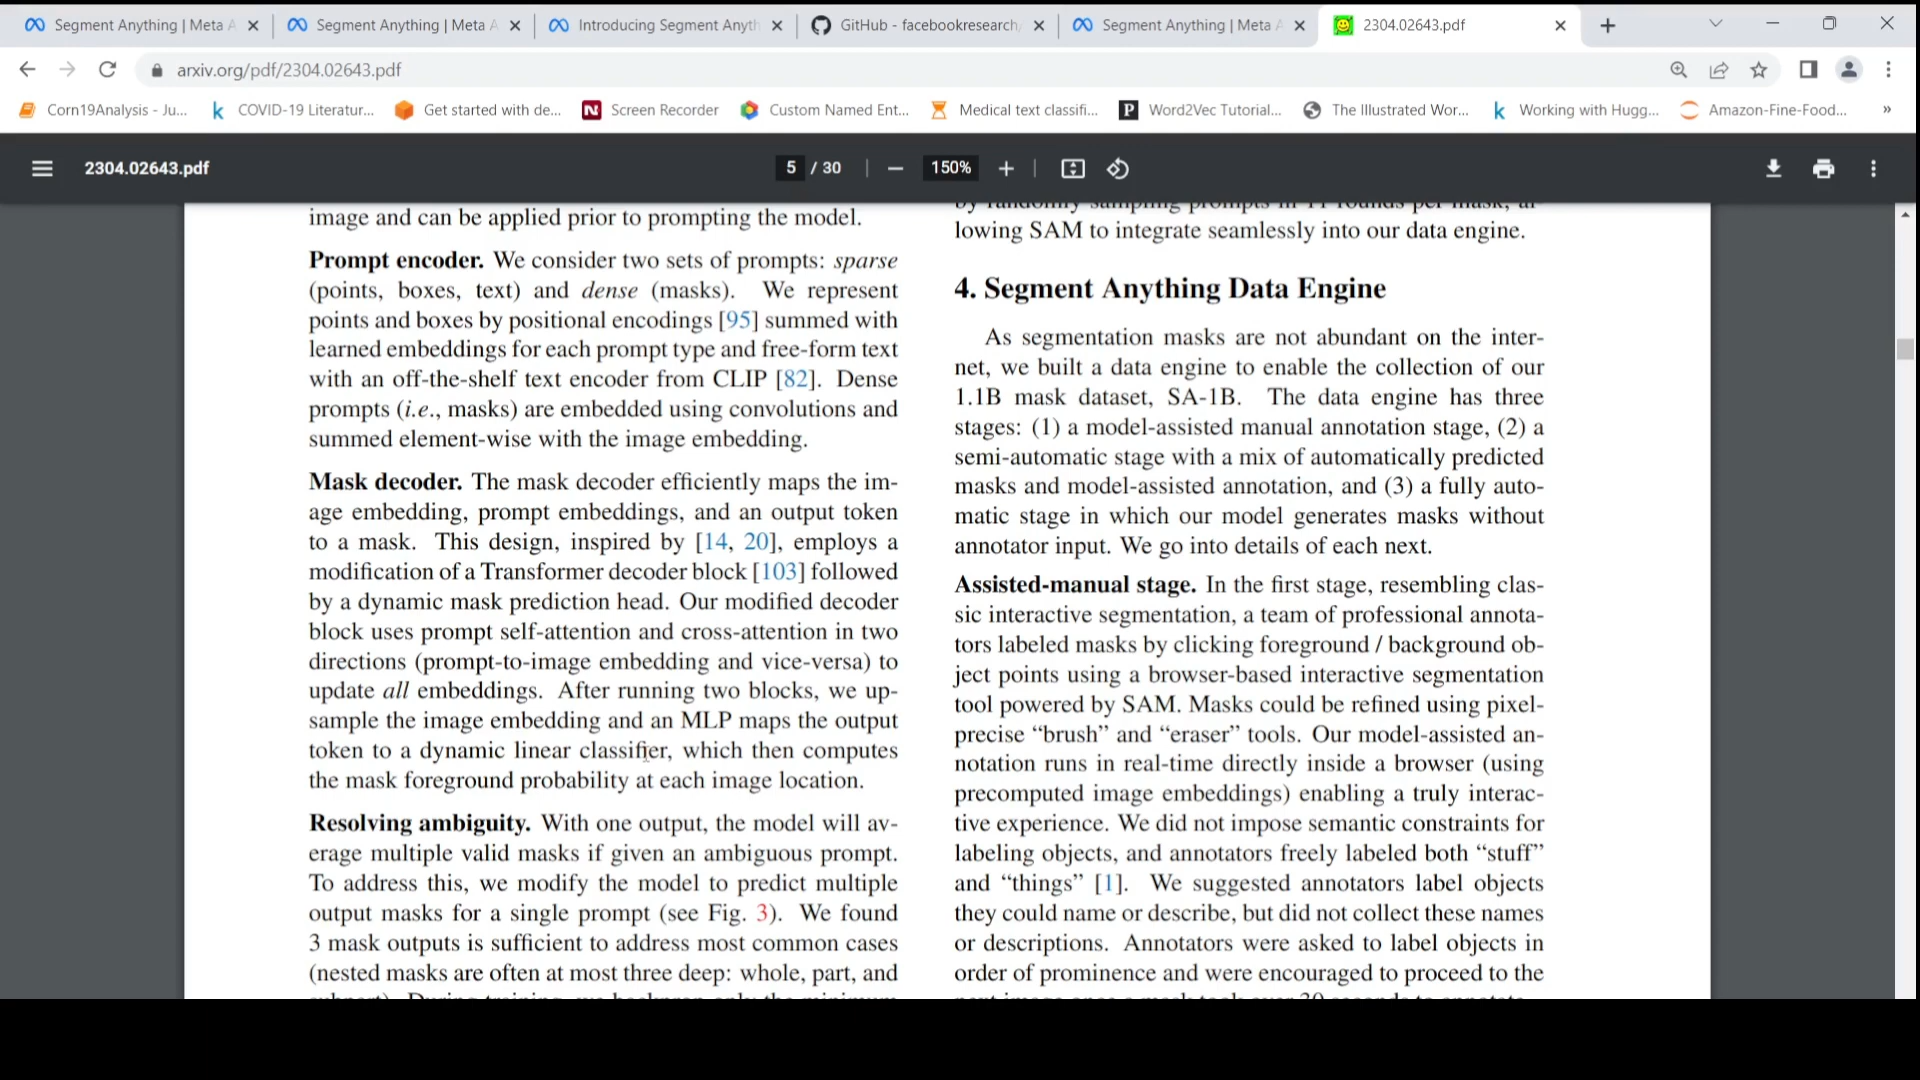 Segment Anything | Meta A
Segment Anything | Meta A
Introducing Segment Anyth
GitHub - facebookresearch/
Segment Anything | Meta A
2304.02643.pdf
arxiv.org/pdf/2304.02643.pdf
Corn19Analysis - Ju...
COVID-19 Literatur...
Get started with de...
Screen Recorder
Custom Named Ent...
Medical text classifi...
Word2Vec Tutorial...
The Illustrated Wor...
Working with Hugg...
Amazon-Fine-Food...
»
2304.02643.pdf
5 / 30
150%
image and can be applied prior to prompting the model.
Prompt encoder. We consider two sets of prompts: sparse
(points, boxes, text) and dense (masks). We represent
points and boxes by positional encodings [95] summed with
learned embeddings for each prompt type and free-form text
with an off-the-shelf text encoder from CLIP [82]. Dense
prompts (i.e., masks) are embedded using convolutions and
summed element-wise with the image embedding.
Mask decoder. The mask decoder efficiently maps the im-
age embedding, prompt embeddings, and an output token
to a mask. This design, inspired by [14, 20], employs a
modification of a Transformer decoder block [103] followed
by a dynamic mask prediction head. Our modified decoder
block uses prompt self-attention and cross-attention in two
directions (prompt-to-image embedding and vice-versa) to
update all embeddings. After running two blocks, we up-
sample the image embedding and an MLP maps the output
token to a dynamic linear classifier, which then computes
the mask foreground probability at each image location.
Resolving ambiguity. With one output, the model will av-
erage multiple valid masks if given an ambiguous prompt.
To address this, we modify the model to predict multiple
output masks for a single prompt (see Fig. 3). We found
3 mask outputs is sufficient to address most common cases
(nested masks are often at most three deep: whole, part, and
by randomly sampling prompts in 11 rounds per mask, al-
lowing SAM to integrate seamlessly into our data engine.
4. Segment Anything Data Engine
As segmentation masks are not abundant on the inter-
net, we built a data engine to enable the collection of our
1.1B mask dataset, SA-1B. The data engine has three
stages: (1) a model-assisted manual annotation stage, (2) a
semi-automatic stage with a mix of automatically predicted
masks and model-assisted annotation, and (3) a fully auto-
matic stage in which our model generates masks without
annotator input. We go into details of each next.
Assisted-manual stage. In the first stage, resembling clas-
sic interactive segmentation, a team of professional annota-
tors labeled masks by clicking foreground / background ob-
ject points using a browser-based interactive segmentation
tool powered by SAM. Masks could be refined using pixel-
precise “brush” and “eraser” tools. Our model-assisted an-
notation runs in real-time directly inside a browser (using
precomputed image embeddings) enabling a truly interac-
tive experience. We did not impose semantic constraints for
labeling objects, and annotators freely labeled both “stuff”
and “things” [1]. We suggested annotators label objects
they could name or describe, but did not collect these names
or descriptions. Annotators were asked to label objects in
order of prominence and were encouraged to proceed to the